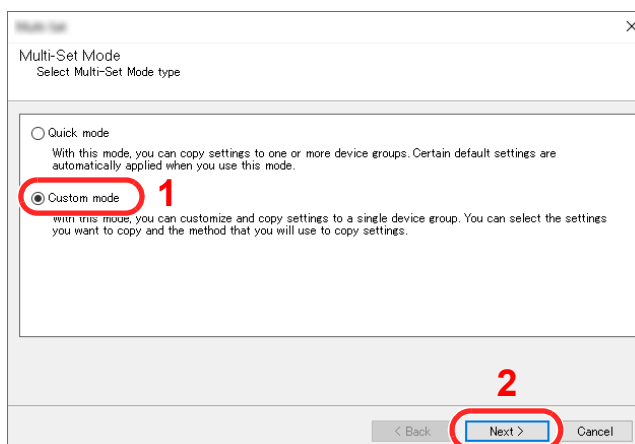 Multi-Set Mode
Select Multi-Set Mode type
Quick mode
With this mode, you can copy settings to one or more device groups. Certain default settings are
automatically applied when you use this mode.
Custom mode
1
With this mode, you can customize and copy settings to a single device group. You can select the settings
you want to copy and the method that you will use to copy settings.
2
< Back
Next >
Cancel